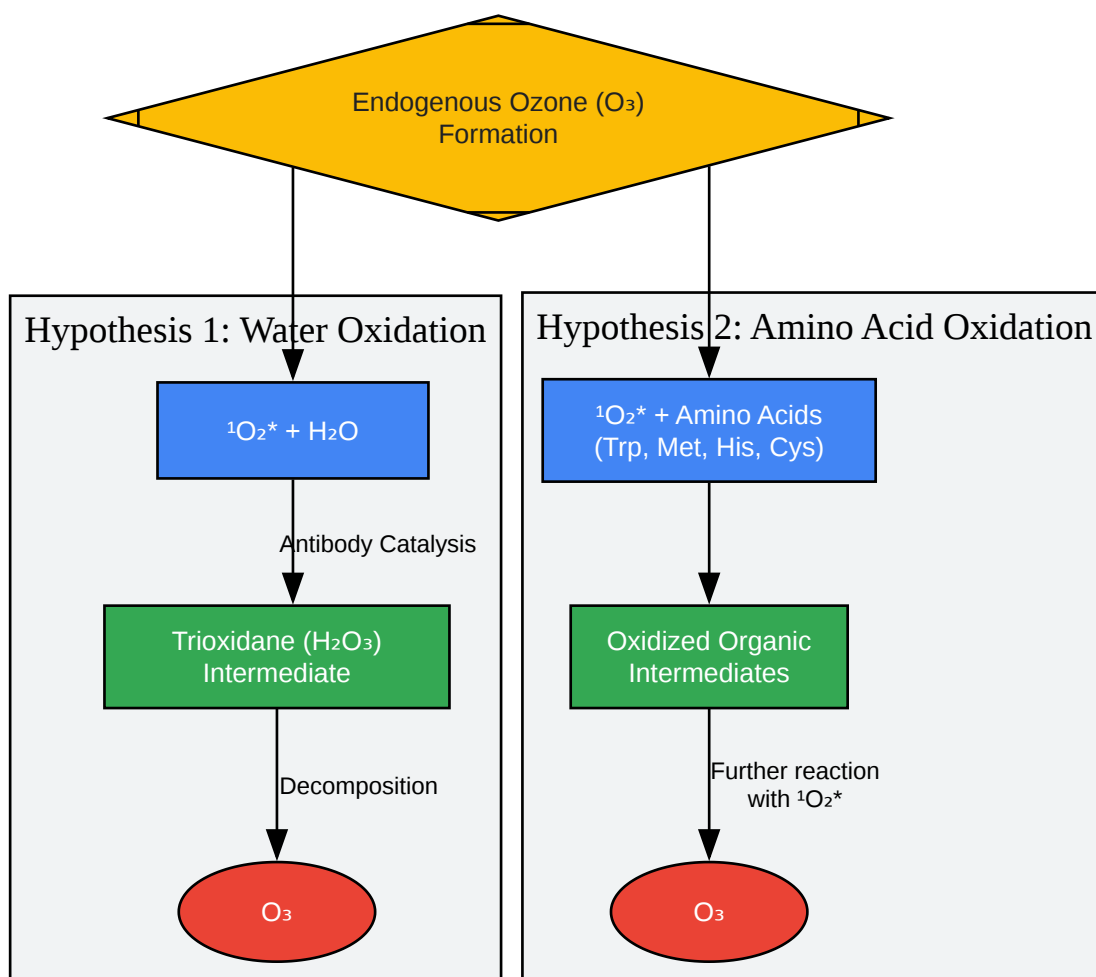 Endogenous Ozone (O₃)
Formation
Hypothesis 1: Water Oxidation
¹O₂* + H₂O
Antibody Catalysis
Trioxidane (H₂O₃)
Intermediate
Decomposition
O₃
Hypothesis 2: Amino Acid Oxidation
¹O₂* + Amino Acids
(Trp, Met, His, Cys)
Oxidized Organic
Intermediates
Further reaction
with ¹O₂*
O₃